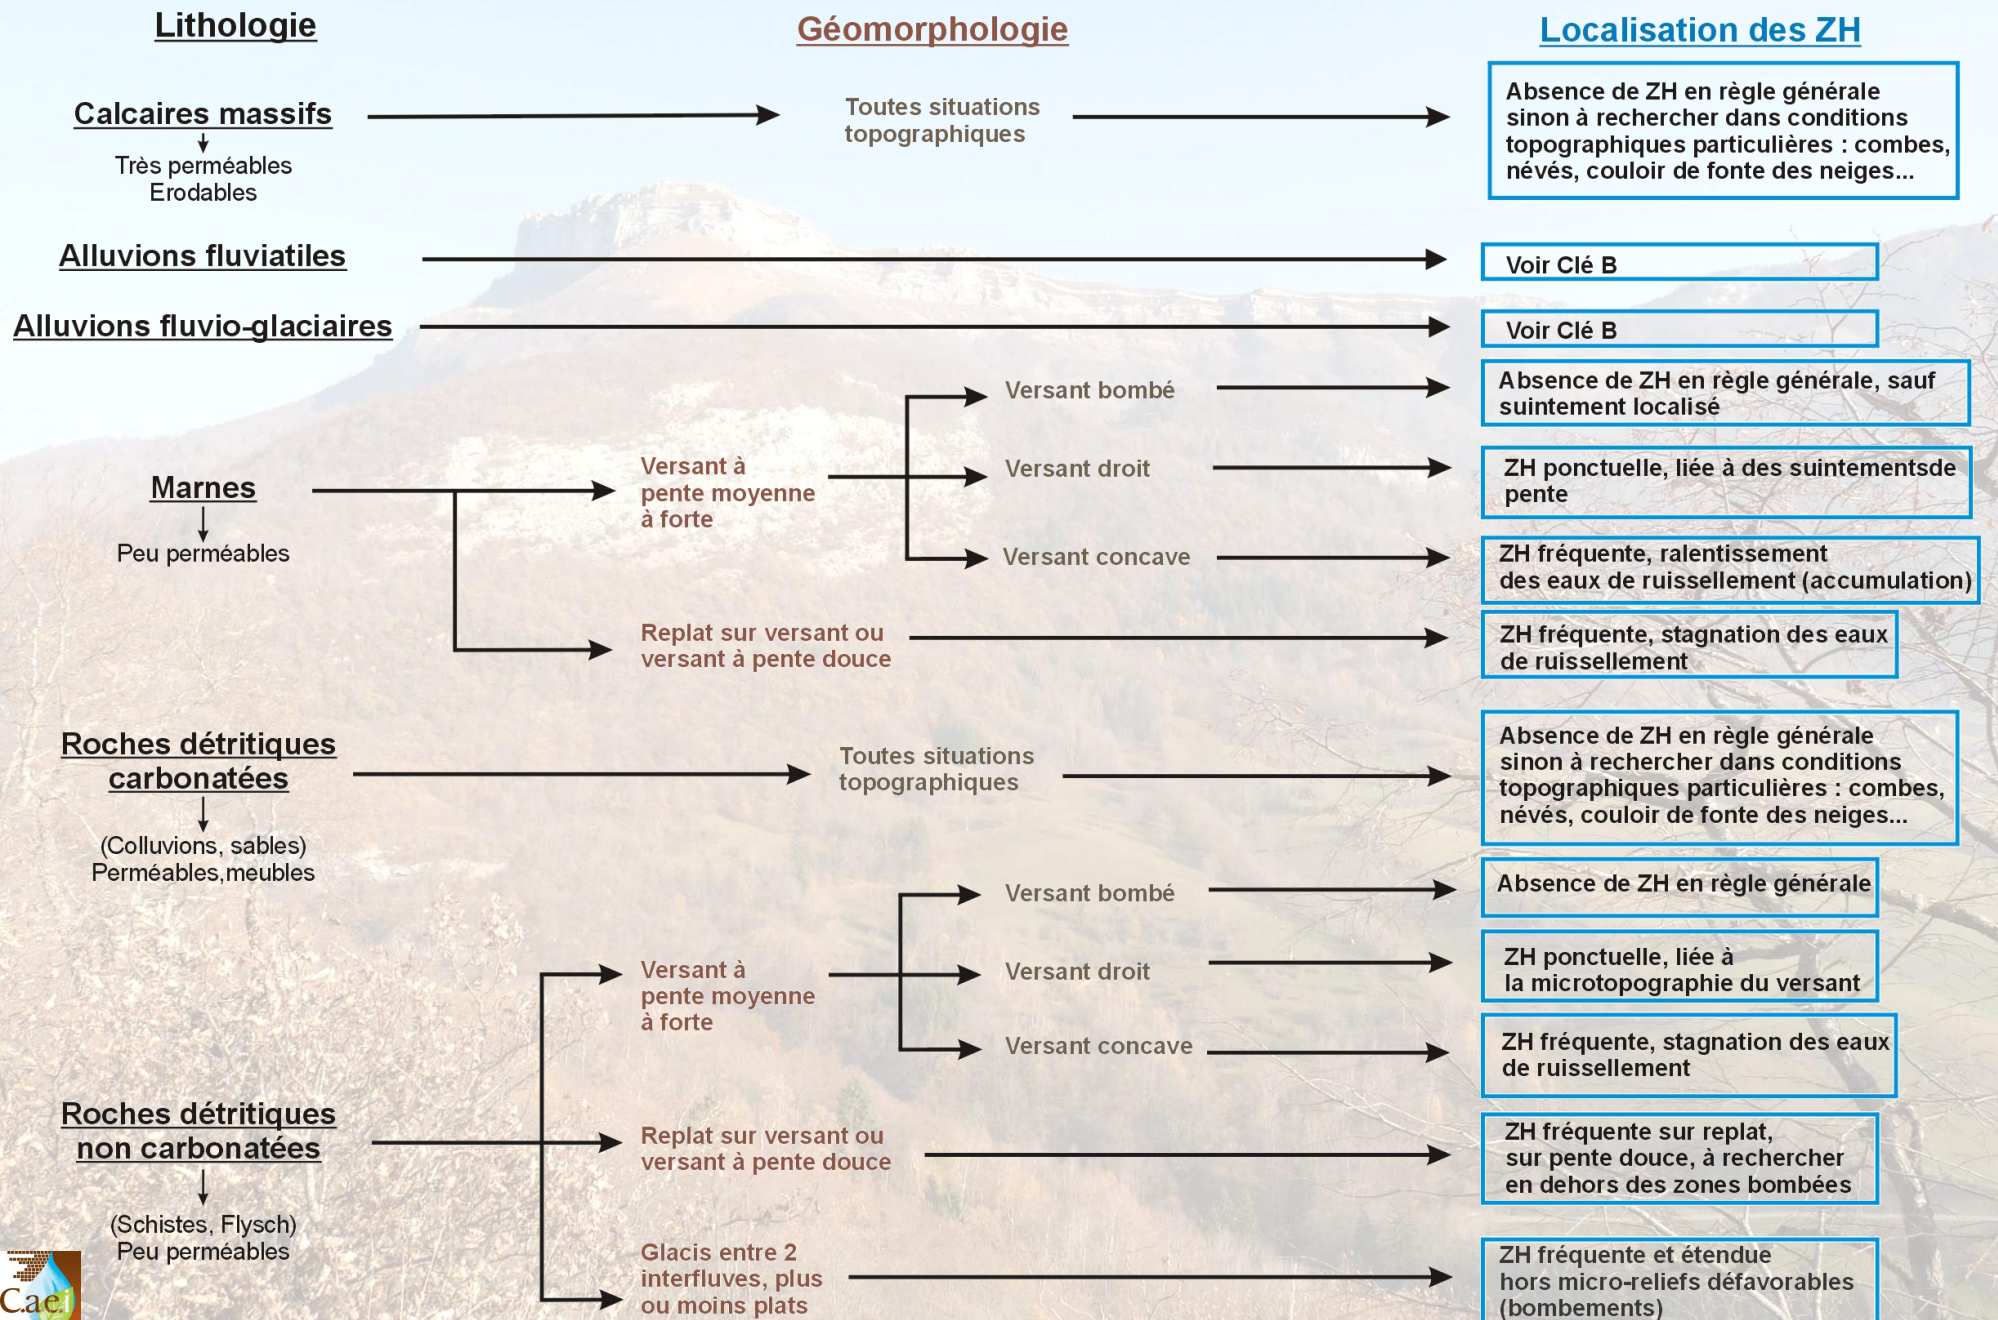 Lithologie
Géomorphologie
Localisation des ZH
Calcaires massifs
Très perméables
Erodables
Toutes situations
topographiques
Absence de ZH en règle générale
sinon à rechercher dans conditions
topographiques particulières : combes,
névés, couloir de fonte des neiges...
Alluvions fluviatiles
Voir Clé B
Alluvions fluvio-glaciaires
Voir Clé B
Marnes
Peu perméables
Versant à
pente moyenne
à forte
Versant bombé
Absence de ZH en règle générale, sauf
suintement localisé
Versant droit
ZH ponctuelle, liée à des suintementsde
pente
Versant concave
ZH fréquente, ralentissement
des eaux de ruissellement (accumulation)
Replat sur versant ou
versant à pente douce
ZH fréquente, stagnation des eaux
de ruissellement
Roches détritiques
carbonatées
(Colluvions, sables)
Perméables,meubles
Toutes situations
topographiques
Absence de ZH en règle générale
sinon à rechercher dans conditions
topographiques particulières : combes,
névés, couloir de fonte des neiges...
Roches détritiques
non carbonatées
(Schistes, Flysch)
Peu perméables
Versant à
pente moyenne
à forte
Versant bombé
Absence de ZH en règle générale
Versant droit
ZH ponctuelle, liée à
la microtopographie du versant
Versant concave
ZH fréquente, stagnation des eaux
de ruissellement
Replat sur versant ou
versant à pente douce
ZH fréquente sur replat,
sur pente douce, à rechercher
en dehors des zones bombées
Glacis entre 2
interfluves, plus
ou moins plats
ZH fréquente et étendue
hors micro-reliefs défavorables
(bombements)
C.a.e.i